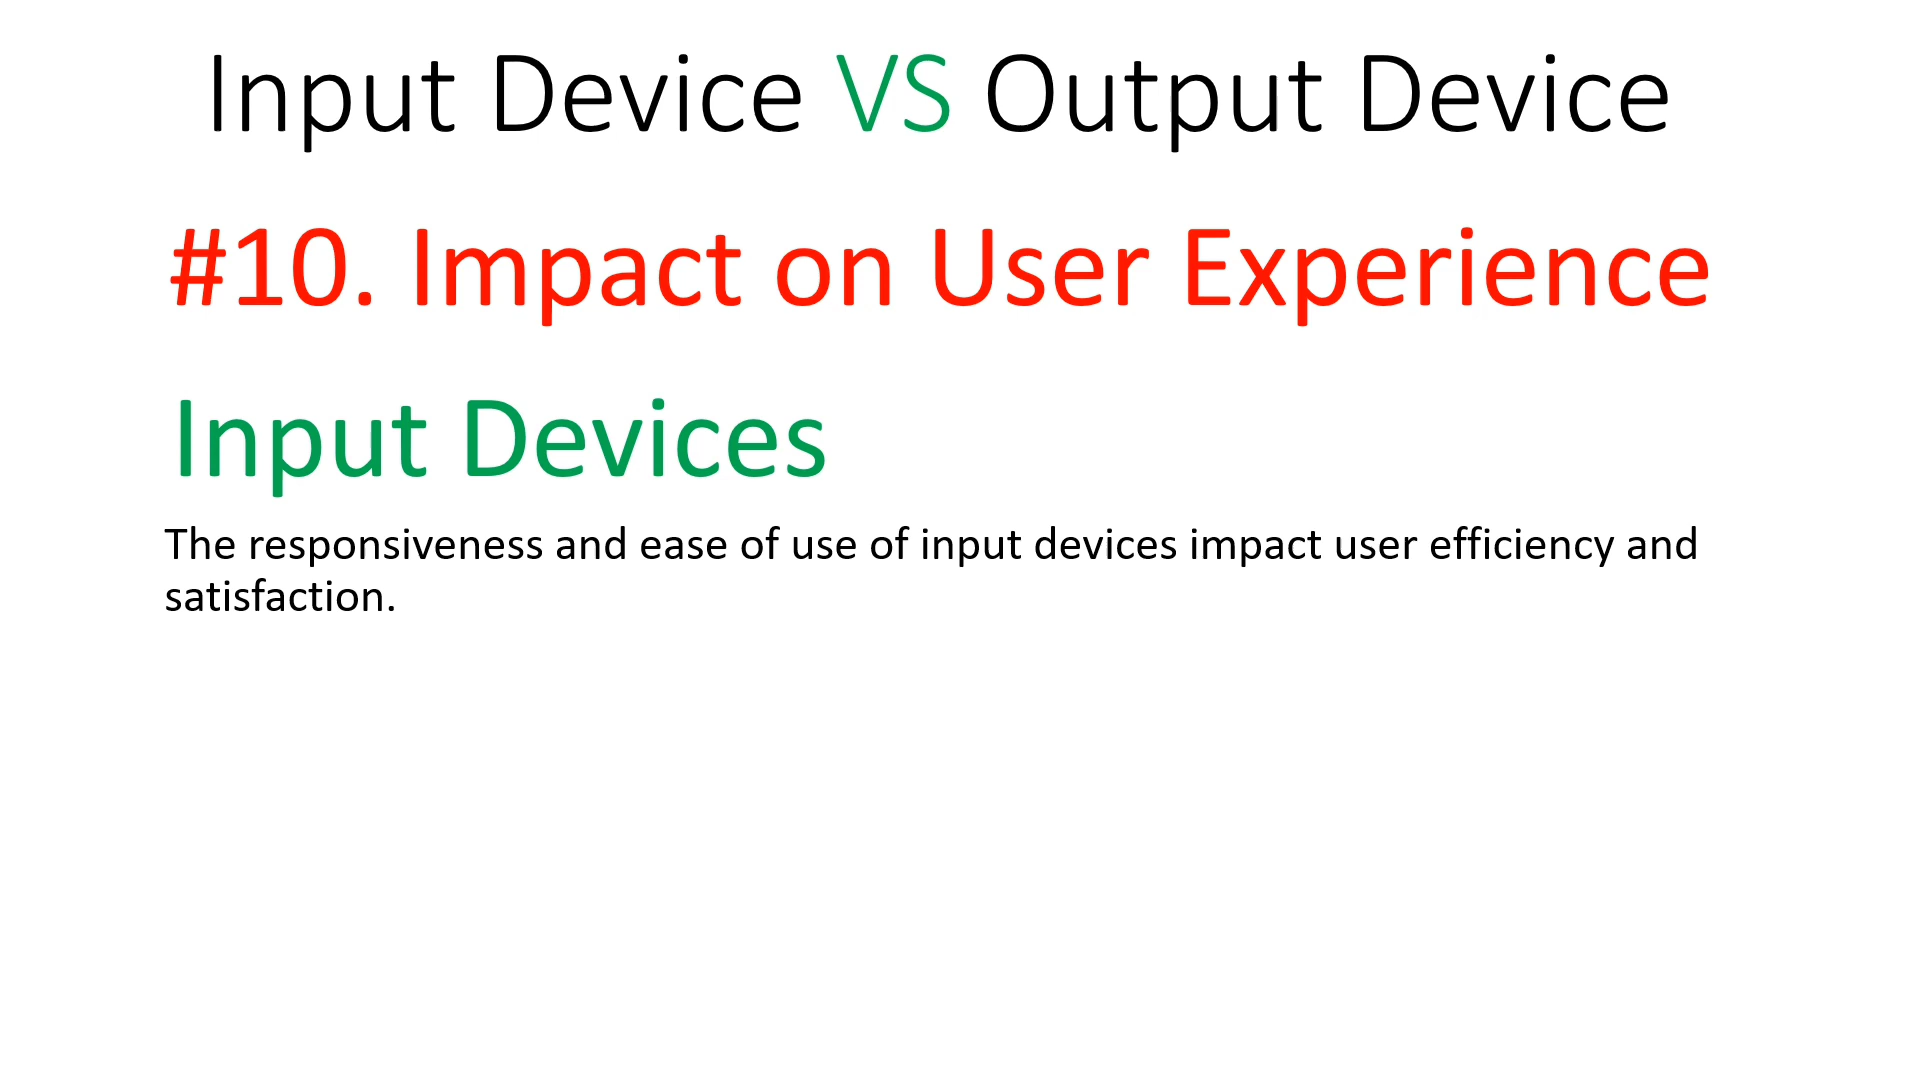 Input Device VS Output Device
#10. Impact on User Experience
Input Devices
The responsiveness and ease of use of input devices impact user efficiency and
satisfaction.